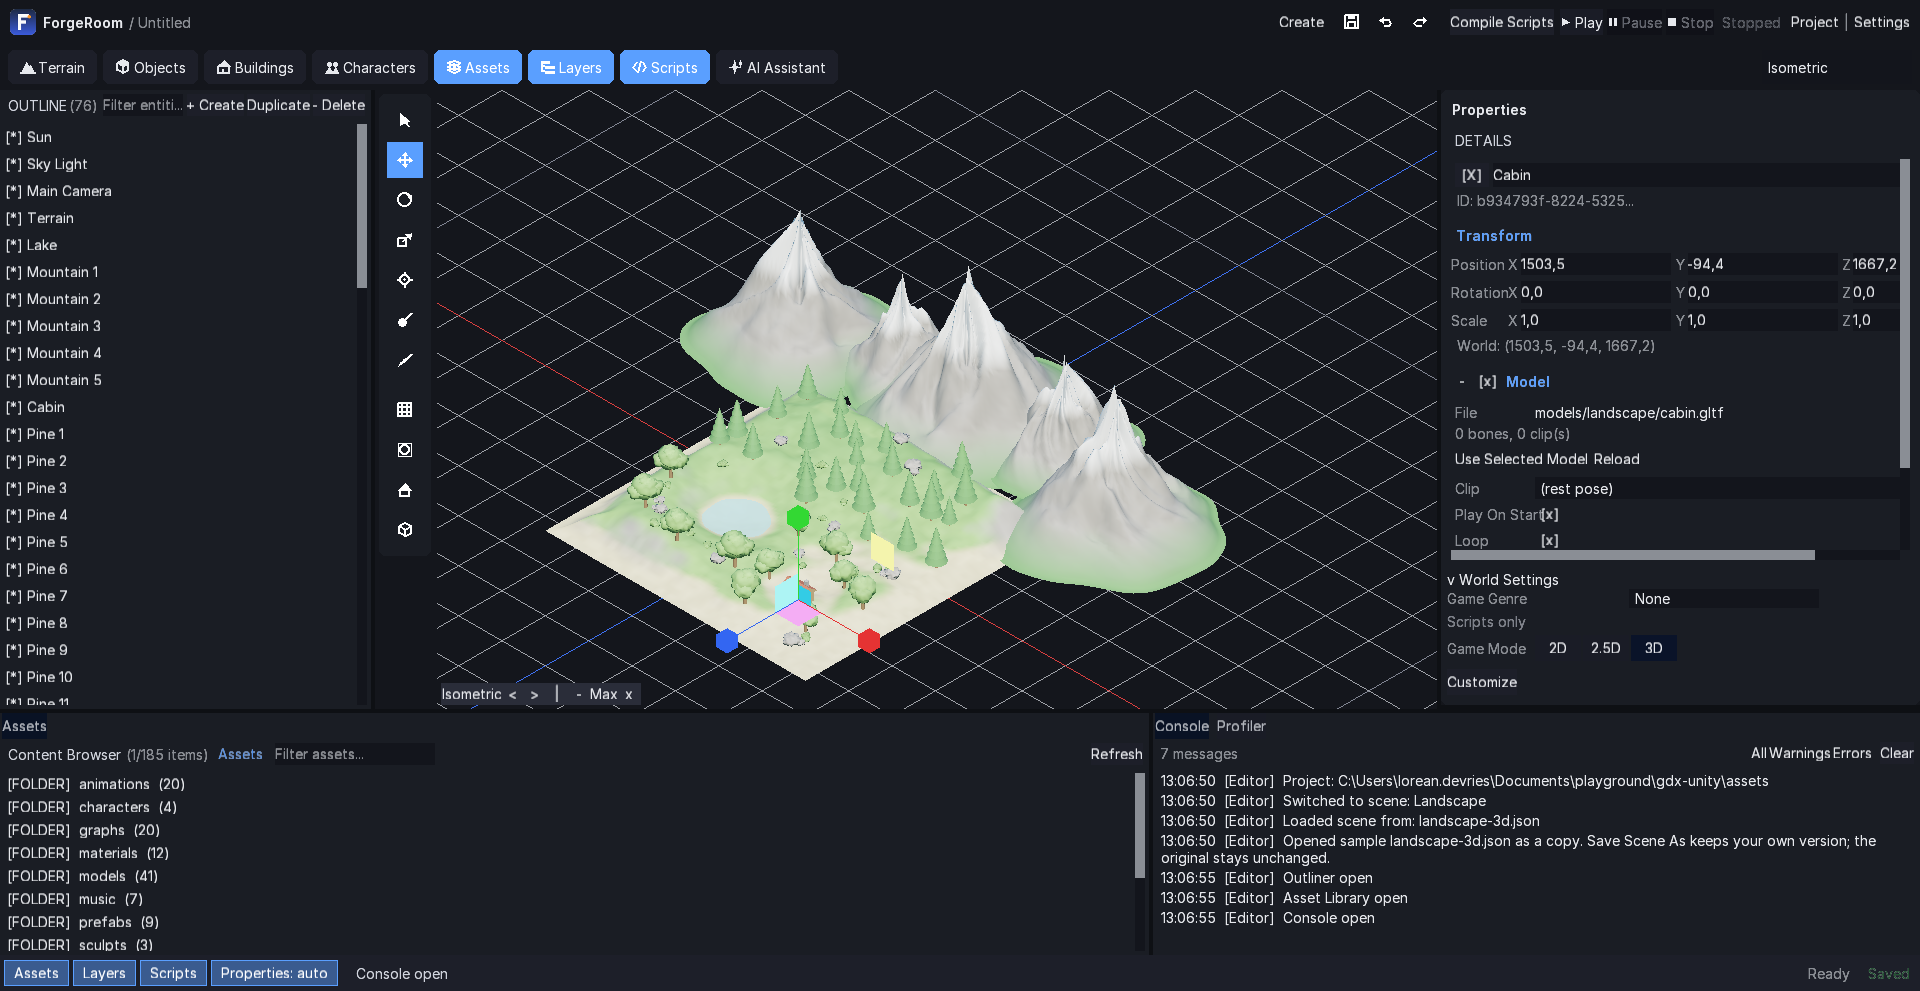 ForgeRoom / Untitled
Create
Compile Scripts Play Pause Stop Stopped Project | Settings
Terrain Objects Buildings Characters Assets Layers Scripts AI Assistant
Isometric
OUTLINE (76) Filter entiti... + Create Duplicate - Delete
[*] Sun
[*] Sky Light
[*] Main Camera
[*] Terrain
[*] Lake
[*] Mountain 1
[*] Mountain 2
[*] Mountain 3
[*] Mountain 4
[*] Mountain 5
[*] Cabin
[*] Pine 1
[*] Pine 2
[*] Pine 3
[*] Pine 4
[*] Pine 5
[*] Pine 6
[*] Pine 7
[*] Pine 8
[*] Pine 9
[*] Pine 10
[*] Pine 11
Isometric < > | - Max x
Properties
DETAILS
[X] Cabin
ID: b934793f-8224-5325...
Transform
Position X 1503,5 Y -94,4 Z 1667,2
Rotation X 0,0 Y 0,0 Z 0,0
Scale X 1,0 Y 1,0 Z 1,0
World: (1503,5, -94,4, 1667,2)
- [x] Model
File models/landscape/cabin.gltf
0 bones, 0 clip(s)
Use Selected Model Reload
Clip (rest pose)
Play On Start [x]
Loop [x]
v World Settings
Game Genre None
Scripts only
Game Mode 2D 2.5D 3D
Customize
Assets
Content Browser (1/185 items) Assets Filter assets... Refresh
[FOLDER] animations (20)
[FOLDER] characters (4)
[FOLDER] graphs (20)
[FOLDER] materials (12)
[FOLDER] models (41)
[FOLDER] music (7)
[FOLDER] prefabs (9)
[FOLDER] sculpts (3)
Console Profiler
7 messages All Warnings Errors Clear
13:06:50 [Editor] Project: C:\Users\lorean.devries\Documents\playground\gdx-unity\assets
13:06:50 [Editor] Switched to scene: Landscape
13:06:50 [Editor] Loaded scene from: landscape-3d.json
13:06:50 [Editor] Opened sample landscape-3d.json as a copy. Save Scene As keeps your own version; the
original stays unchanged.
13:06:55 [Editor] Outliner open
13:06:55 [Editor] Asset Library open
13:06:55 [Editor] Console open
Assets Layers Scripts Properties: auto Console open
Ready Saved